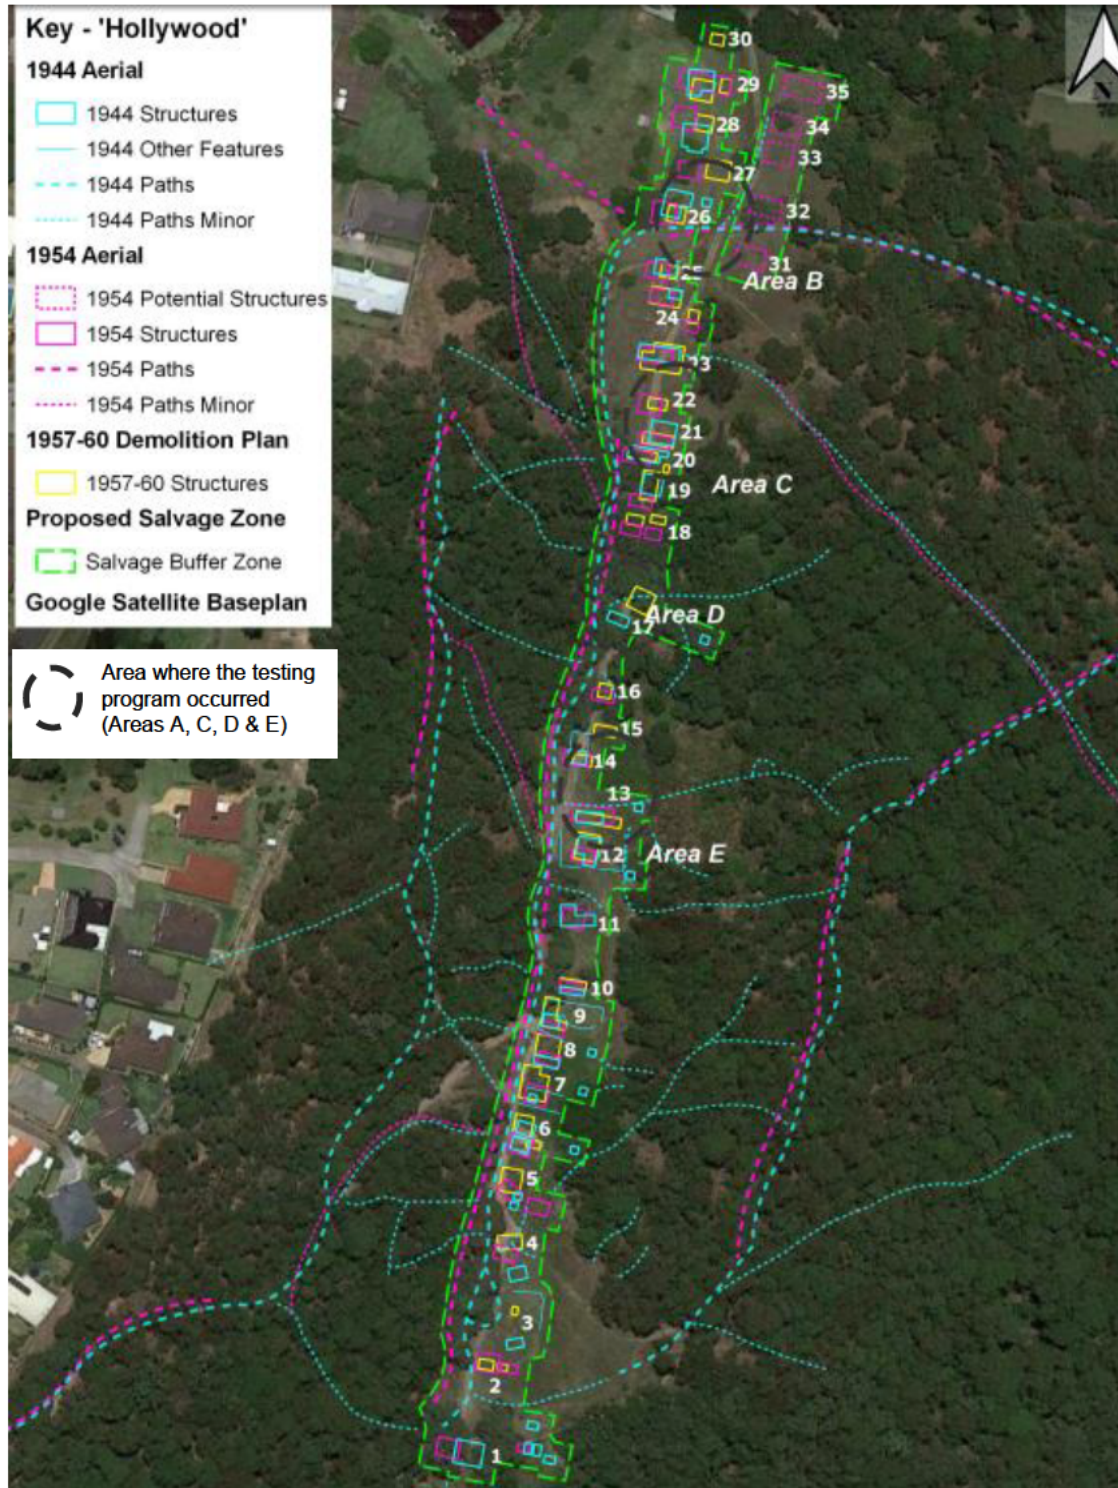 Key - 'Hollywood'
1944 Aerial
1944 Structures
1944 Other Features
1944 Paths
1944 Paths Minor
1954 Aerial
1954 Potential Structures
1954 Structures
1954 Paths
1954 Paths Minor
1957-60 Demolition Plan
1957-60 Structures
Proposed Salvage Zone
Salvage Buffer Zone
Google Satellite Baseplan
Area where the testing
program occurred
(Areas A, C, D & E)
N
30
29
35
28
34
33
27
32
26
31
25
Area B
24
23
22
21
20
Area C
19
18
Area D
17
16
15
14
13
12
Area E
11
10
9
8
7
6
5
4
3
2
1